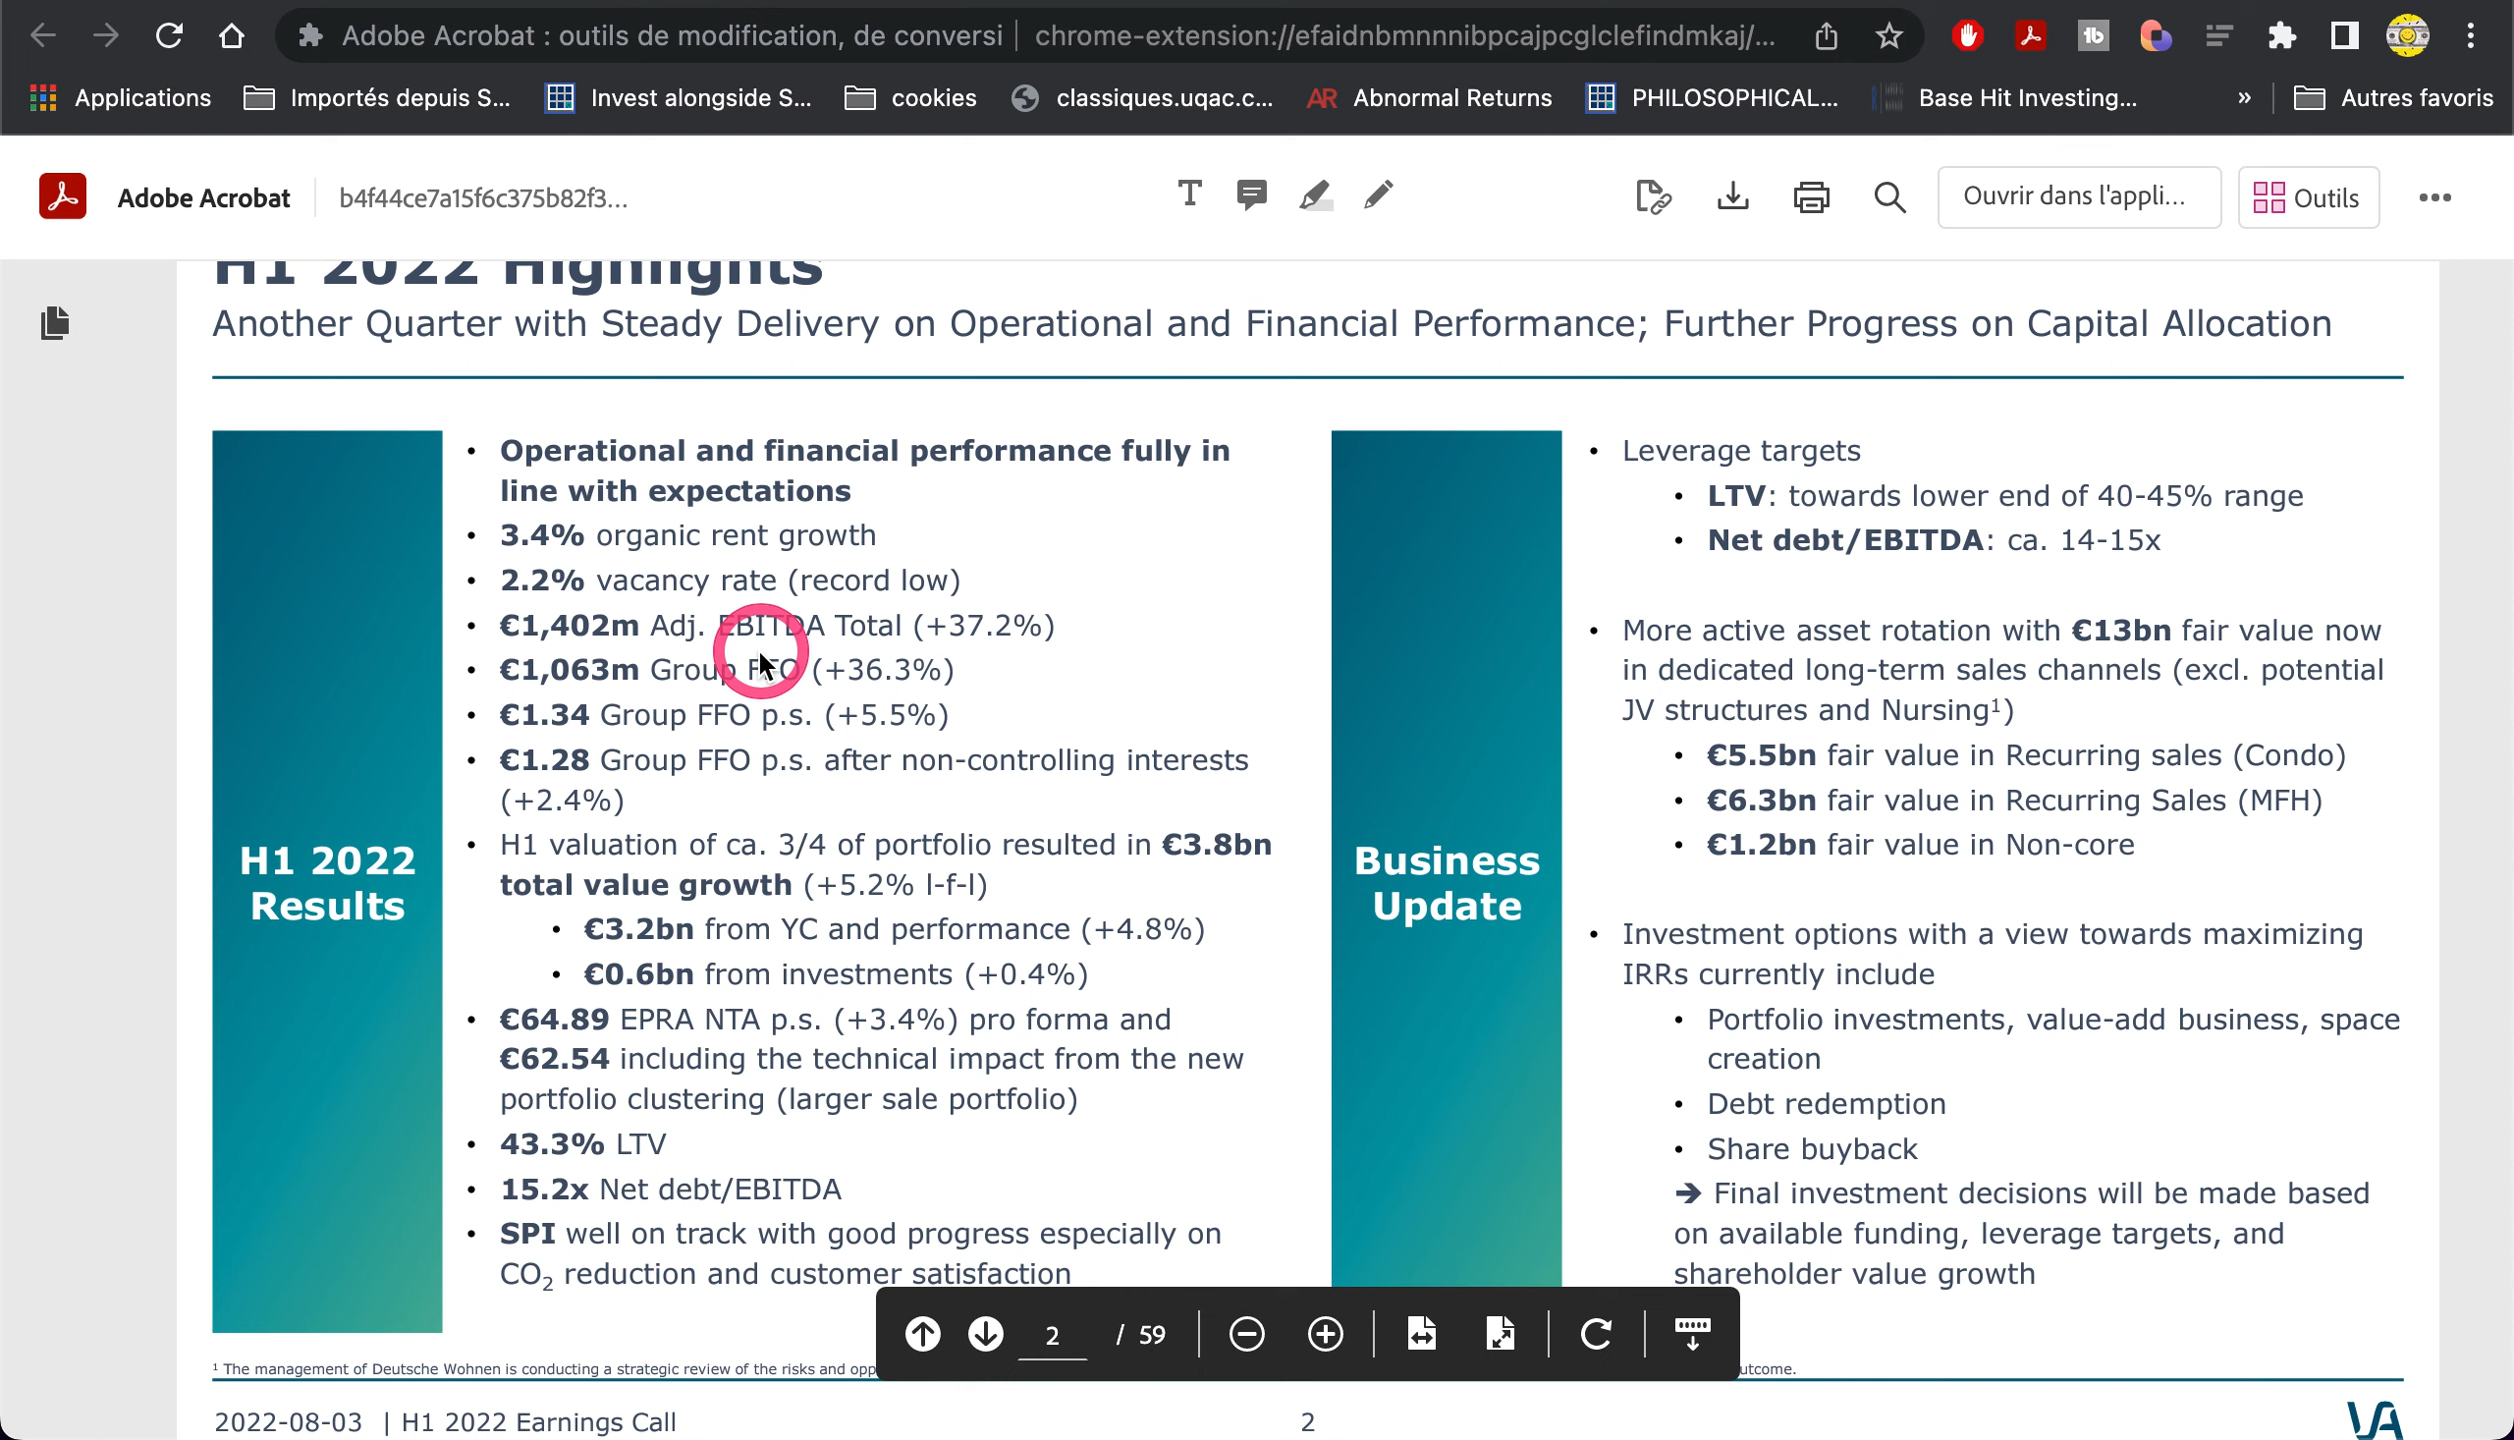 Adobe Acrobat : outils de modification, de conversi
chrome-extension://efaidnbmnnnibpcajpcglclefindmkaj/...
Applications
Importés depuis S...
Invest alongside S...
cookies
classiques.uqac.c...
AR Abnormal Returns
PHILOSOPHICAL...
Base Hit Investing...
»
Autres favoris
Adobe Acrobat
b4f44ce7a15f6c375b82f3...
Ouvrir dans l'appli...
Outils
H1 2022 Highlights
Another Quarter with Steady Delivery on Operational and Financial Performance; Further Progress on Capital Allocation
H1 2022
Results
• Operational and financial performance fully in
line with expectations
• 3.4% organic rent growth
• 2.2% vacancy rate (record low)
• €1,402m Adj. EBITDA Total (+37.2%)
• €1,063m Group FFO (+36.3%)
• €1.34 Group FFO p.s. (+5.5%)
• €1.28 Group FFO p.s. after non-controlling interests
(+2.4%)
• H1 valuation of ca. 3/4 of portfolio resulted in €3.8bn
total value growth (+5.2% l-f-l)
• €3.2bn from YC and performance (+4.8%)
• €0.6bn from investments (+0.4%)
• €64.89 EPRA NTA p.s. (+3.4%) pro forma and
€62.54 including the technical impact from the new
portfolio clustering (larger sale portfolio)
• 43.3% LTV
• 15.2x Net debt/EBITDA
• SPI well on track with good progress especially on
CO₂ reduction and customer satisfaction
Business
Update
• Leverage targets
• LTV: towards lower end of 40-45% range
• Net debt/EBITDA: ca. 14-15x
• More active asset rotation with €13bn fair value now
in dedicated long-term sales channels (excl. potential
JV structures and Nursing¹)
• €5.5bn fair value in Recurring sales (Condo)
• €6.3bn fair value in Recurring Sales (MFH)
• €1.2bn fair value in Non-core
• Investment options with a view towards maximizing
IRRs currently include
• Portfolio investments, value-add business, space
creation
• Debt redemption
• Share buyback
➔ Final investment decisions will be made based
on available funding, leverage targets, and
shareholder value growth
2 / 59
¹ The management of Deutsche Wohnen is conducting a strategic review of the risks and opp
utcome.
2022-08-03 | H1 2022 Earnings Call
2